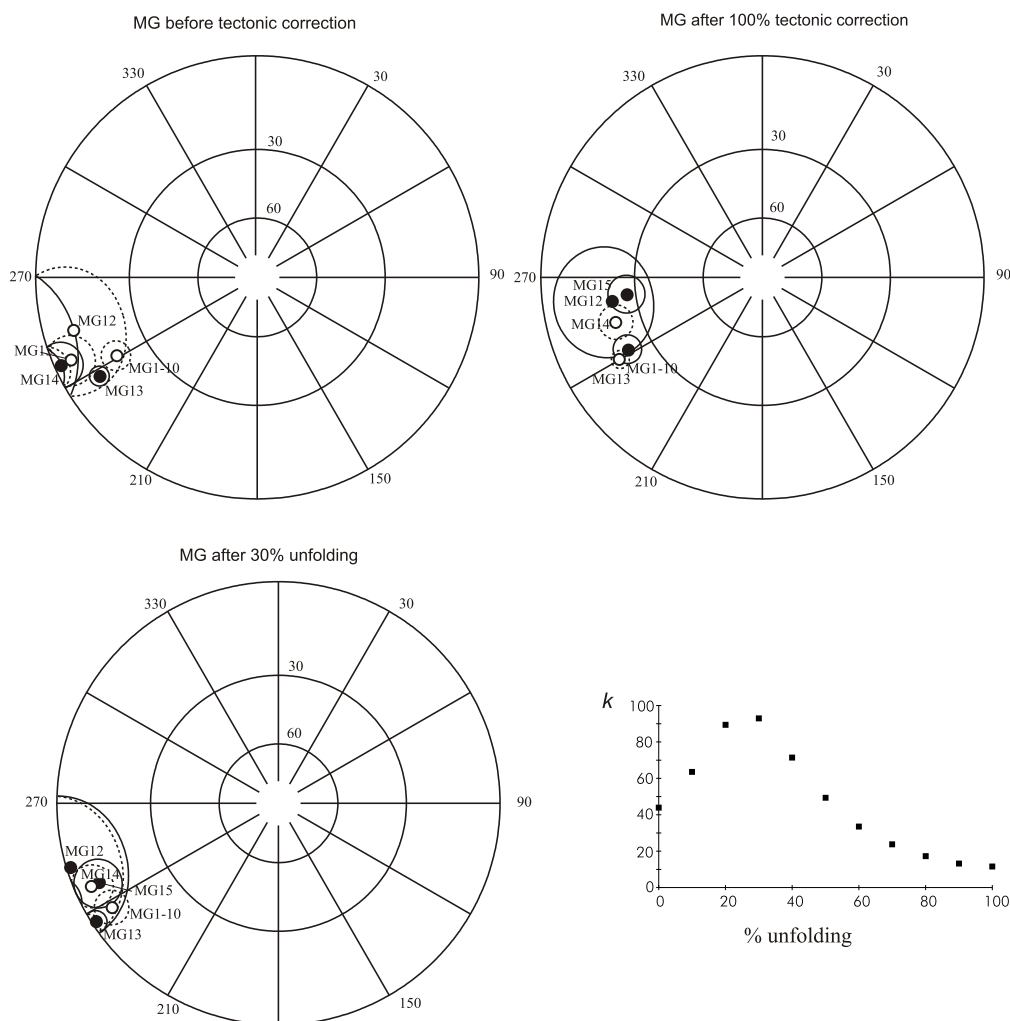 MG before tectonic correction
MG after 100% tectonic correction
330
30
30
60
270
90
MG12
MG1
MG14
MG1-10
MG13
210
150
330
30
30
60
270
90
MG15
MG12
MG14
MG1-10
MG13
210
150
MG after 30% unfolding
330
30
30
60
270
90
MG12
MG14
MG15
MG1-10
MG13
210
150
k
100
80
60
40
20
0
0
20
40
60
80
100
% unfolding